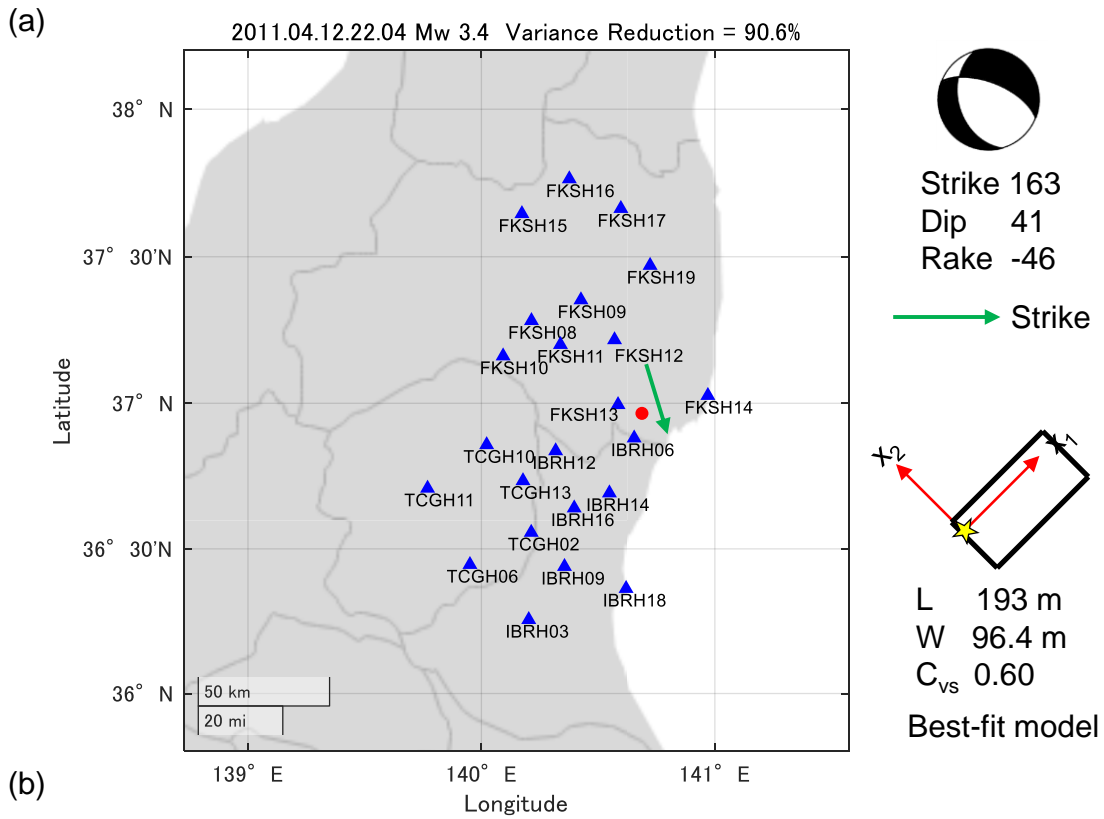 (a)
2011.04.12.22.04 Mw 3.4 Variance Reduction = 90.6%
38° N
37° 30'N
37° N
36° 30'N
36° N
Latitude
FKSH16
FKSH15
FKSH17
FKSH19
FKSH09
FKSH08
FKSH11
FKSH12
FKSH10
FKSH14
FKSH13
IBRH06
TCGH10
IBRH12
TCGH13
TCGH11
IBRH14
IBRH16
TCGH02
TCGH06
IBRH09
IBRH18
IBRH03
50 km
20 mi
139° E
140° E
141° E
Longitude
Strike 163
Dip 41
Rake -46
Strike
X1
X2
L 193 m
W 96.4 m
Cvs 0.60
Best-fit model
(b)